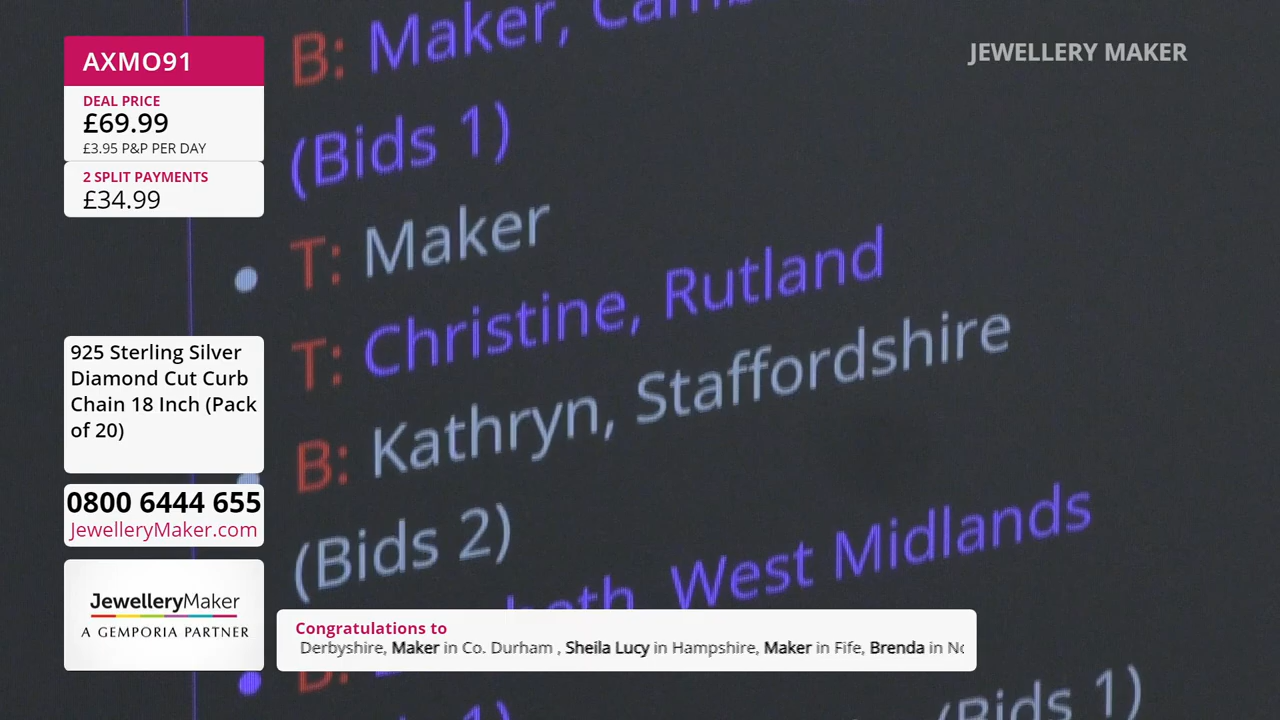 AXMO91
DEAL PRICE
£69.99
£3.95 P&P PER DAY
2 SPLIT PAYMENTS
£34.99
925 Sterling Silver
Diamond Cut Curb
Chain 18 Inch (Pack
of 20)
0800 6444 655
JewelleryMaker.com
JewelleryMaker
A GEMPORIA PARTNER
JEWELLERY MAKER
B: Maker,
(Bids 1)
T: Maker
T: Christine, Rutland
B: Kathryn, Staffordshire
(Bids 2)
West Midlands
B:
(Bids 1)
Congratulations to
Derbyshire, Maker in Co. Durham , Sheila Lucy in Hampshire, Maker in Fife, Brenda in